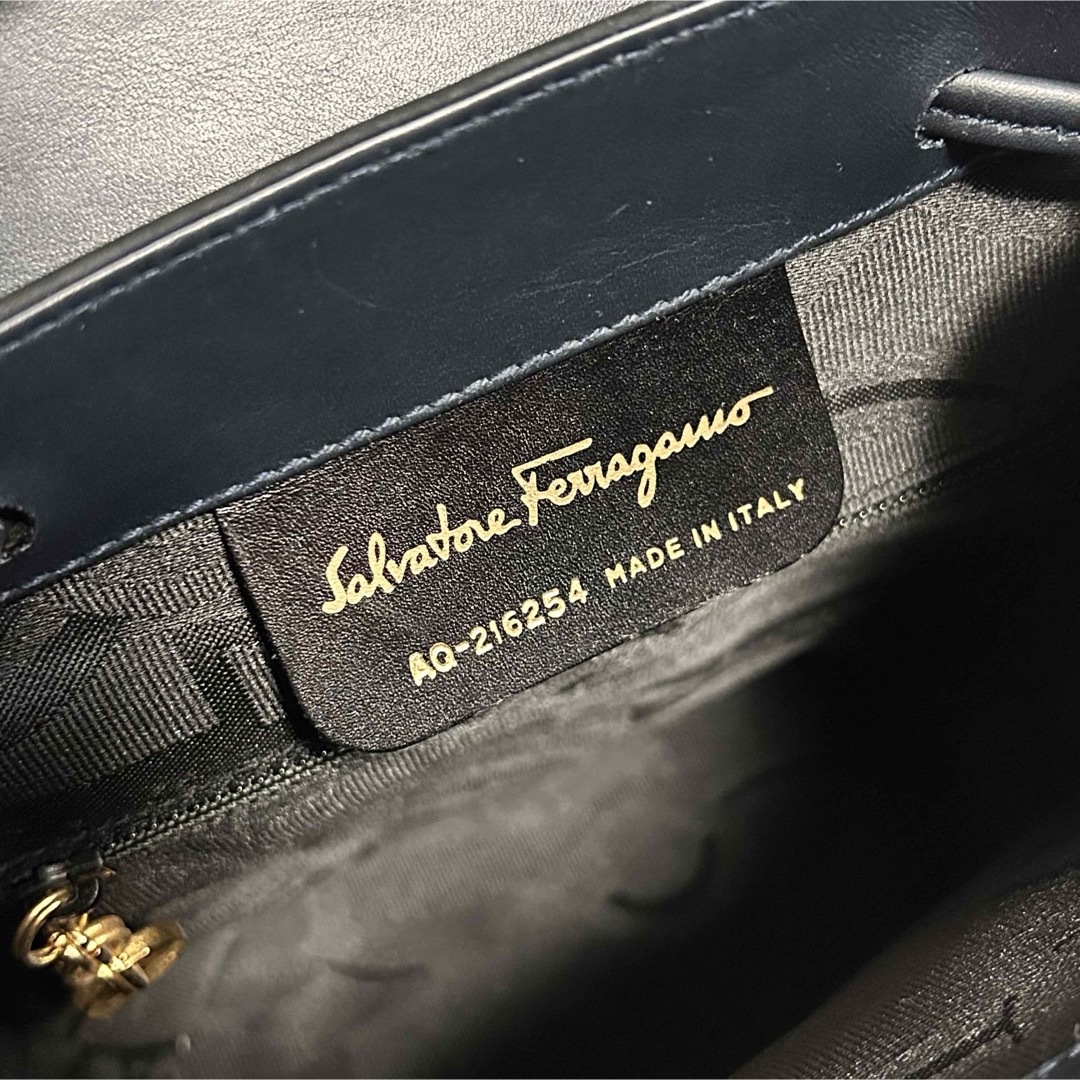 Salvatore Ferragamo
AQ-216254 MADE IN ITALY